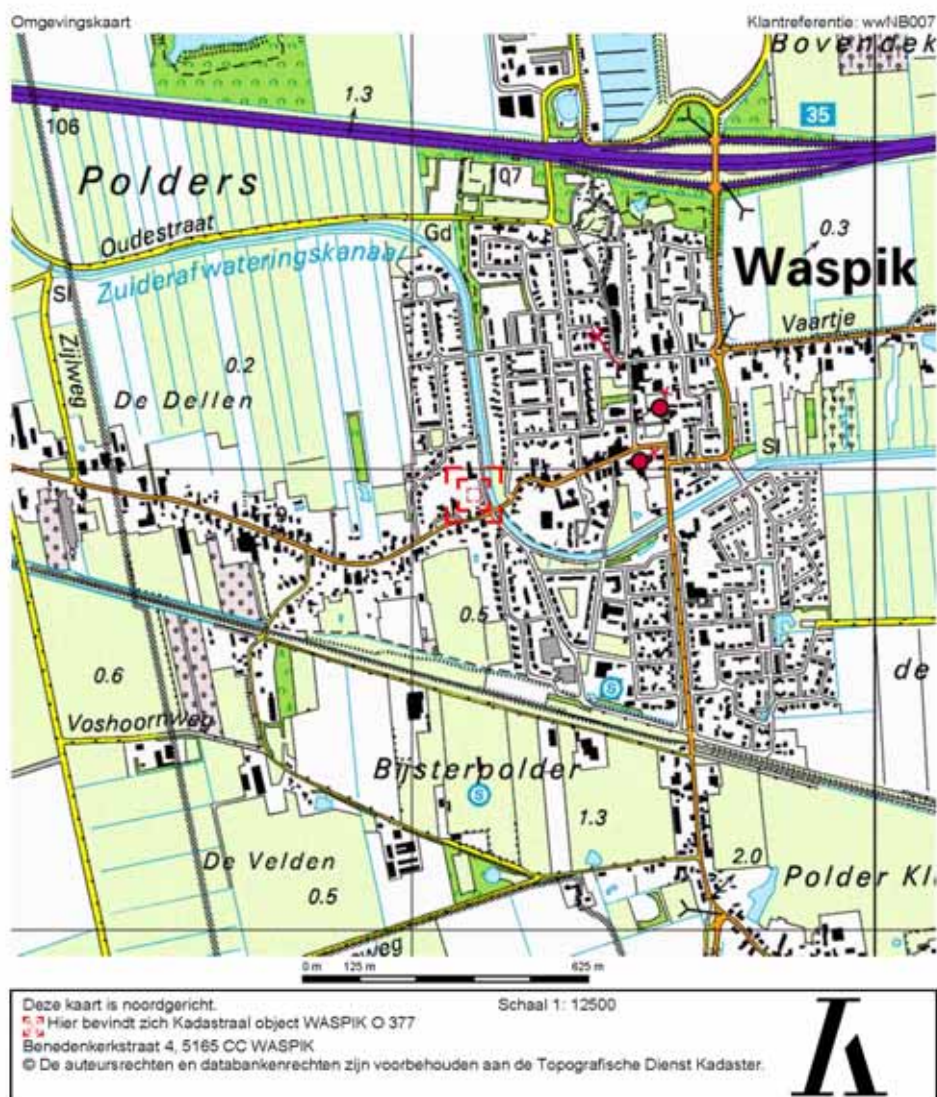 Omgevingskaart
Klantreferentie: wwNB007
Bovendek
1.3
35
106
107
Polders
Oudestraat
Gd
0.3
Zuiderafwateringskanaal
Waspik
Sl
Vaartje
Zijlweg
0.2
De Dellen
Sl
0.5
0.6
de
Voshoornweg
S
Bijsterpolder
S
1.3
De Velden
2.0
0.5
Polder Kl
weg
0 m 125 m 625 m
Deze kaart is noordgericht. Schaal 1: 12500
Hier bevindt zich Kadastraal object WASPIK O 377
Benedenkerkstraat 4, 5165 CC WASPIK
© De auteursrechten en databankenrechten zijn voorbehouden aan de Topografische Dienst Kadaster.